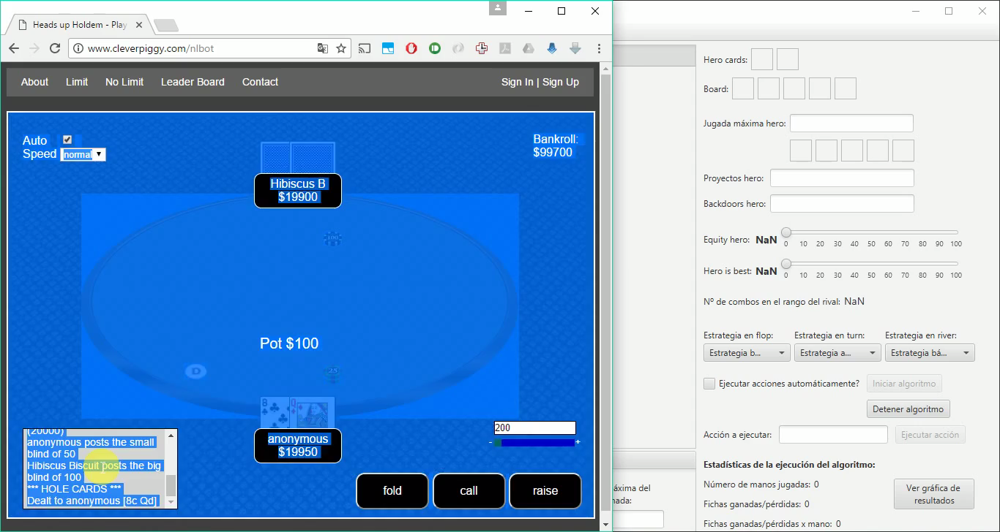 Heads up Holdem - Play
www.cleverpiggy.com/nlbot
About Limit No Limit Leader Board Contact Sign In | Sign Up
Auto
Speed normal
Bankroll:
$99700
Hibiscus B
$19900
100
Pot $100
D
25
8 Q
anonymous
$19950
(20000)
anonymous posts the small
blind of 50
Hibiscus Biscuit posts the big
blind of 100
*** HOLE CARDS ***
Dealt to anonymous [8c Qd]
200
- +
fold call raise
Hero cards:
Board:
Jugada máxima hero:
Proyectos hero:
Backdoors hero:
Equity hero: NaN
0 10 20 30 40 50 60 70 80 90 100
Hero is best: NaN
0 10 20 30 40 50 60 70 80 90 100
Nº de combos en el rango del rival: NaN
Estrategia en flop: Estrategia en turn: Estrategia en river:
Estrategia b... Estrategia a... Estrategia bá...
Ejecutar acciones automáticamente? Iniciar algoritmo
Detener algoritmo
Acción a ejecutar: Ejecutar acción
Estadísticas de la ejecución del algoritmo:
Número de manos jugadas: 0
Fichas ganadas/pérdidas: 0
Fichas ganadas/pérdidas x mano: 0
Ver gráfica de
resultados
áxima del
nada: